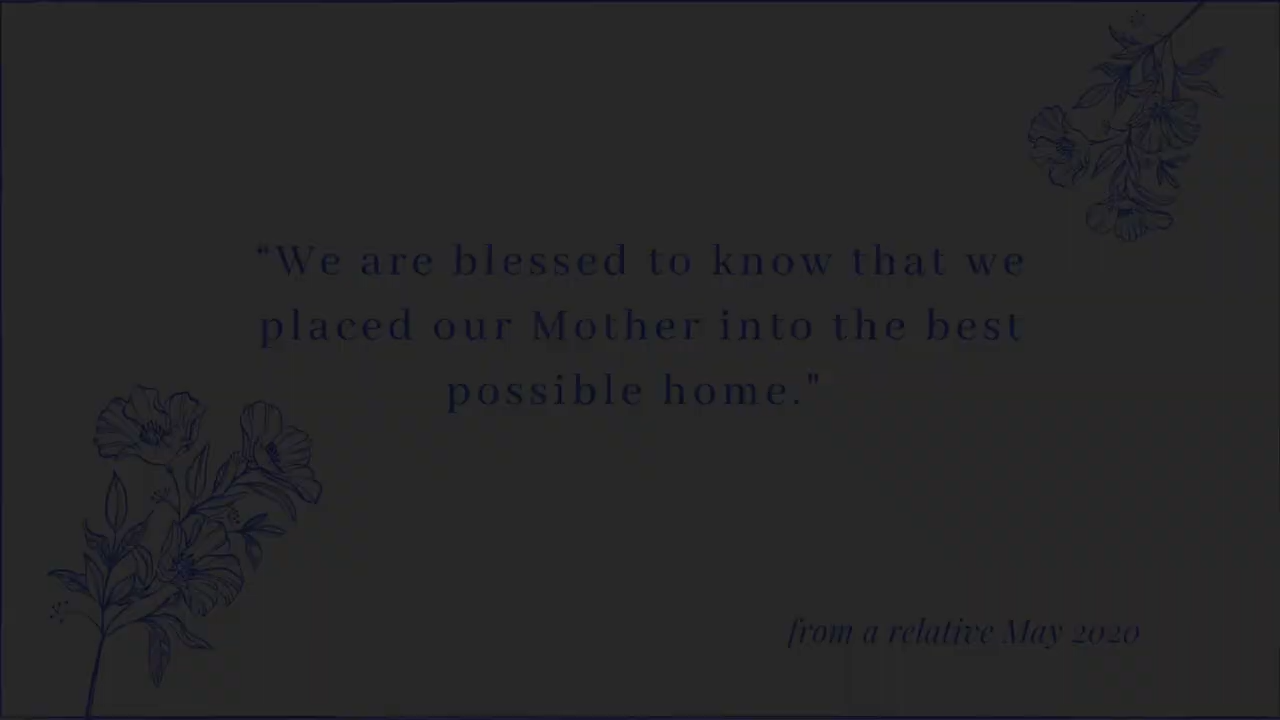 “We are blessed to know that we
placed our Mother into the best
possible home."
from a relative May 2020